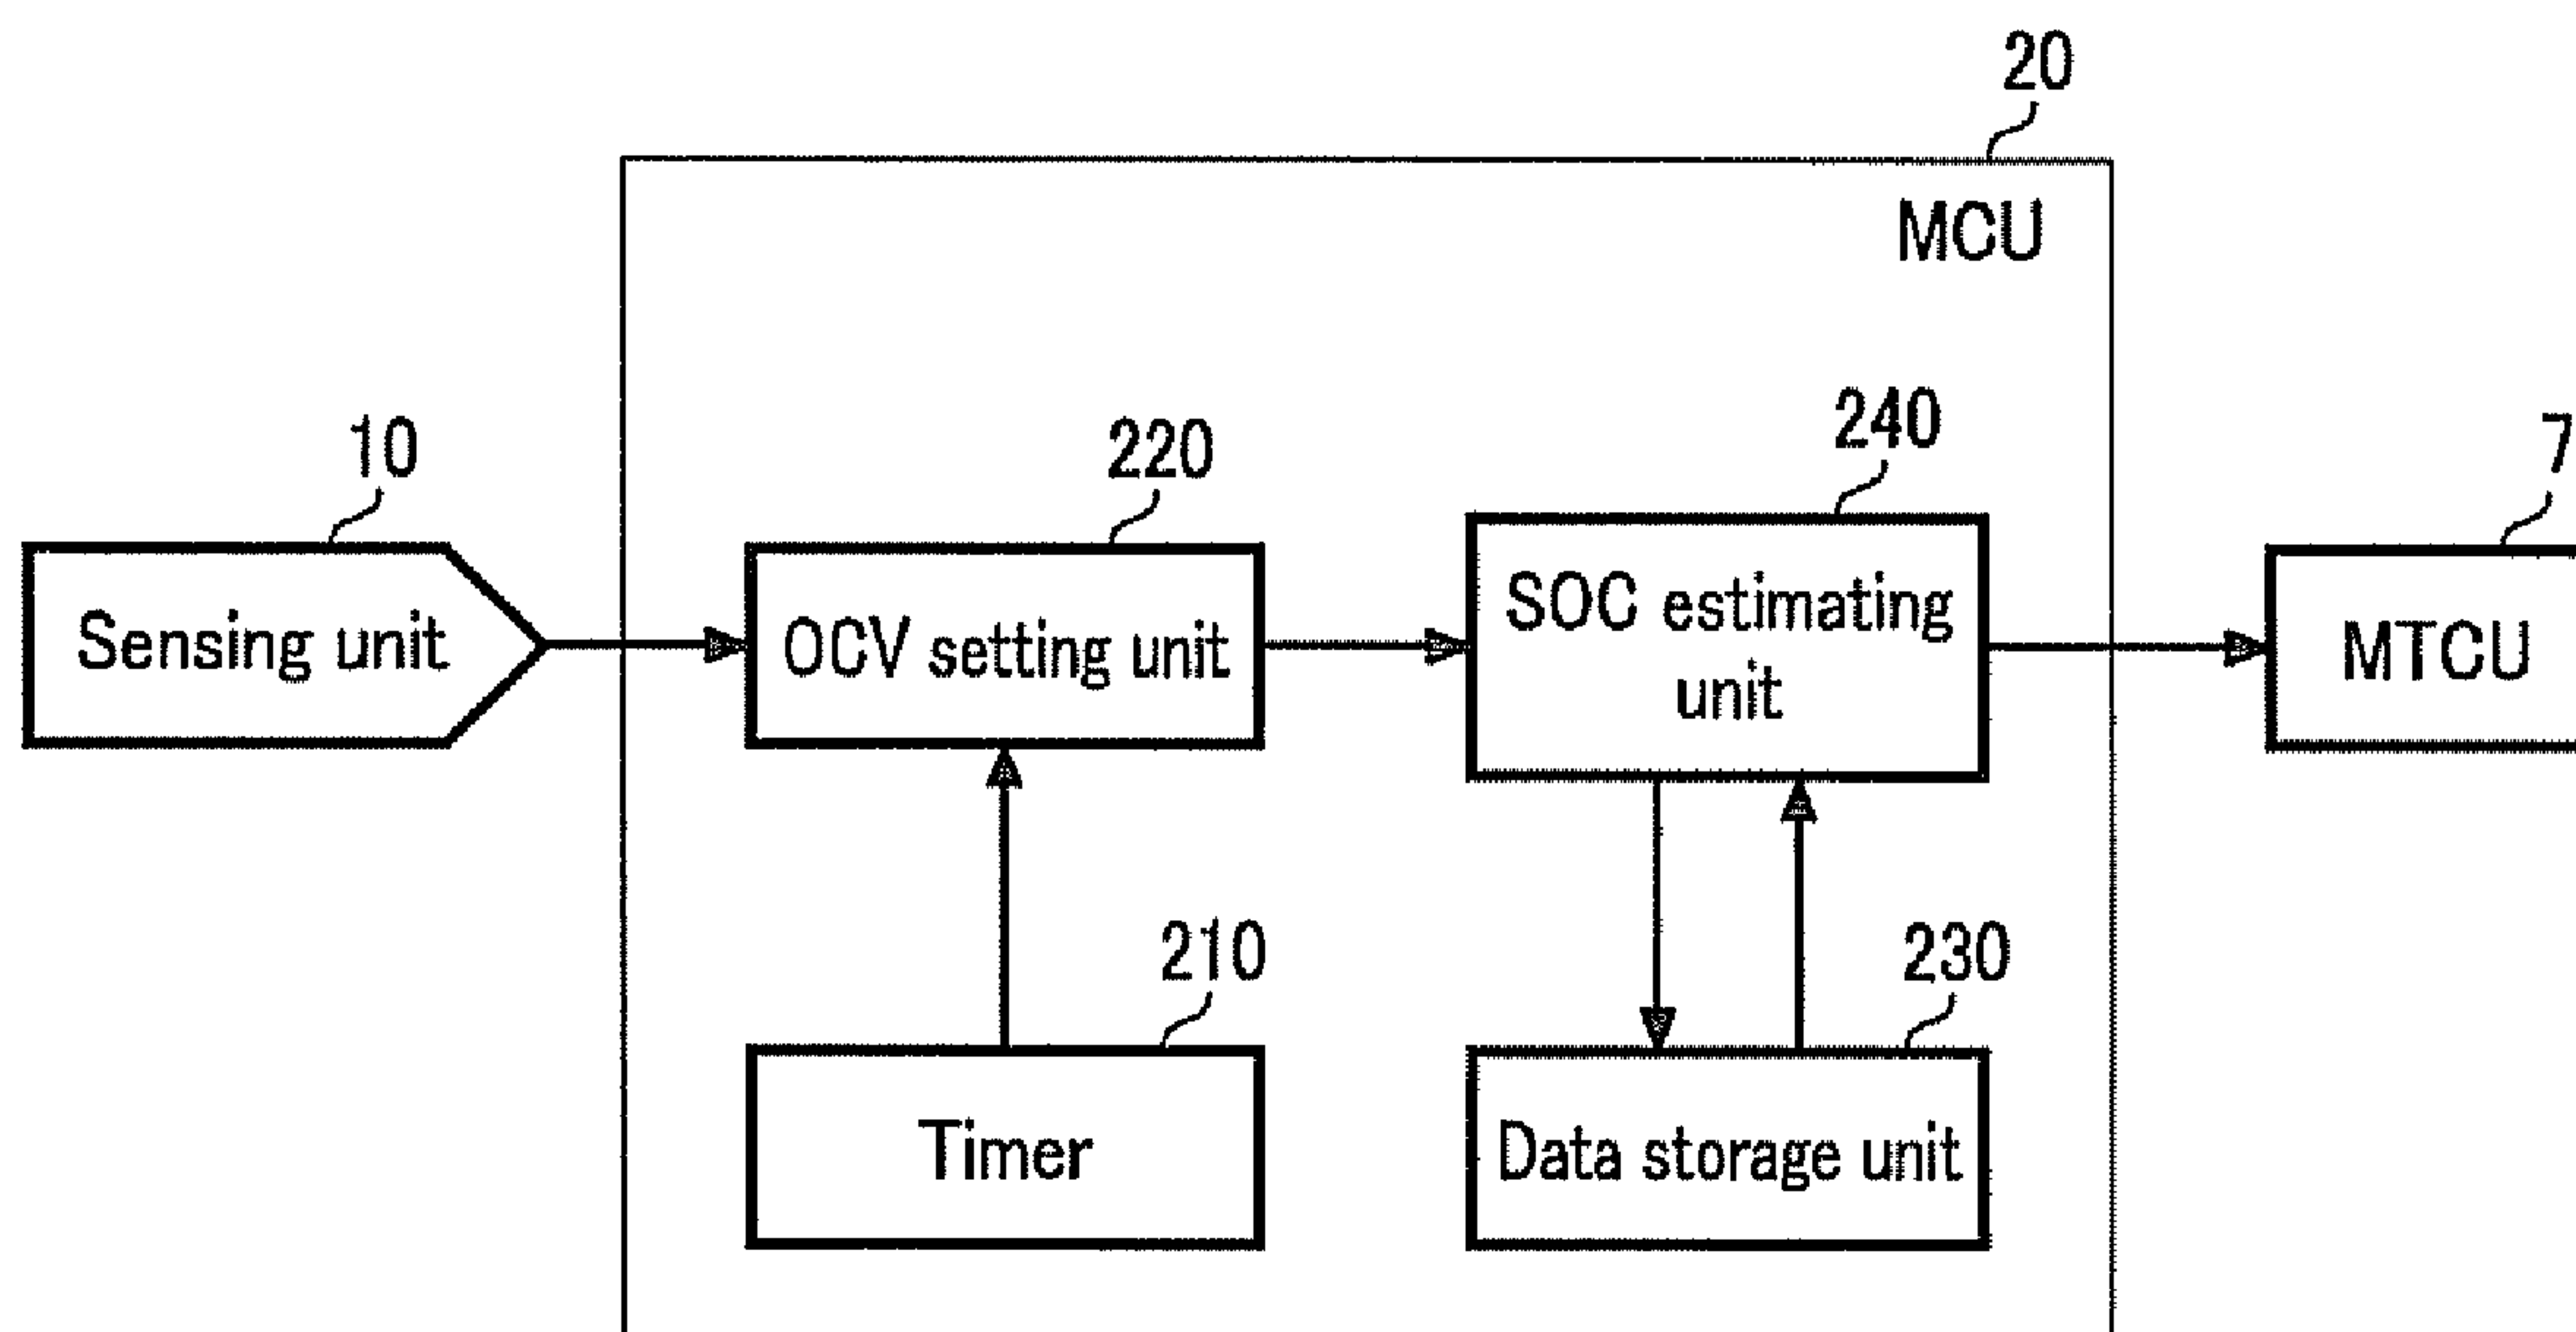 20
MCU
10
220
240
7
Sensing unit
OCV setting unit
SOC estimating
unit
MTCU
210
230
Timer
Data storage unit